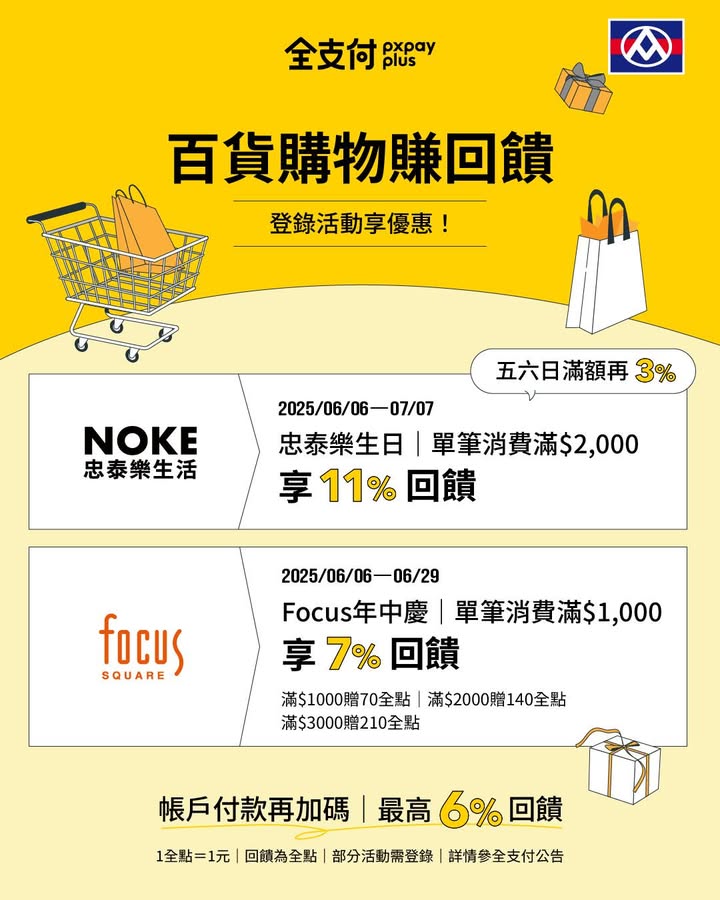 全支付 pxpay plus
百貨購物賺回饋
登錄活動享優惠！
五六日滿額再3%
NOKE
忠泰樂生活
2025/06/06－07/07
忠泰樂生日｜單筆消費滿$2,000
享11%回饋
focus
SQUARE
2025/06/06－06/29
Focus年中慶｜單筆消費滿$1,000
享7%回饋
滿$1000贈70全點｜滿$2000贈140全點
滿$3000贈210全點
帳戶付款再加碼｜最高6%回饋
1全點＝1元｜回饋為全點｜部分活動需登錄｜詳情參全支付公告